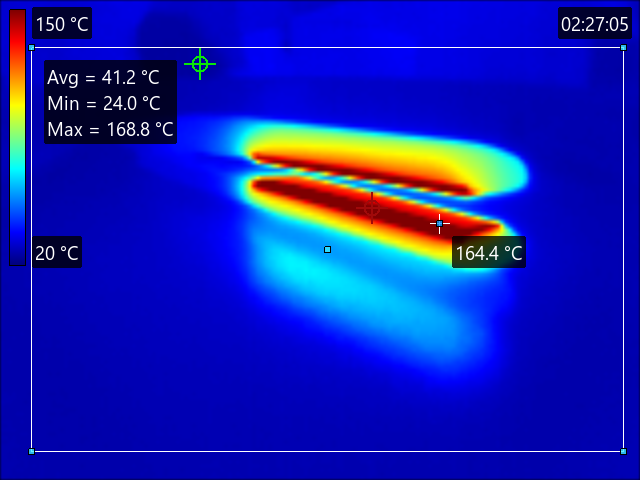 150 °C
02:27:05
Avg = 41.2 °C
Min = 24.0 °C
Max = 168.8 °C
20 °C
164.4 °C